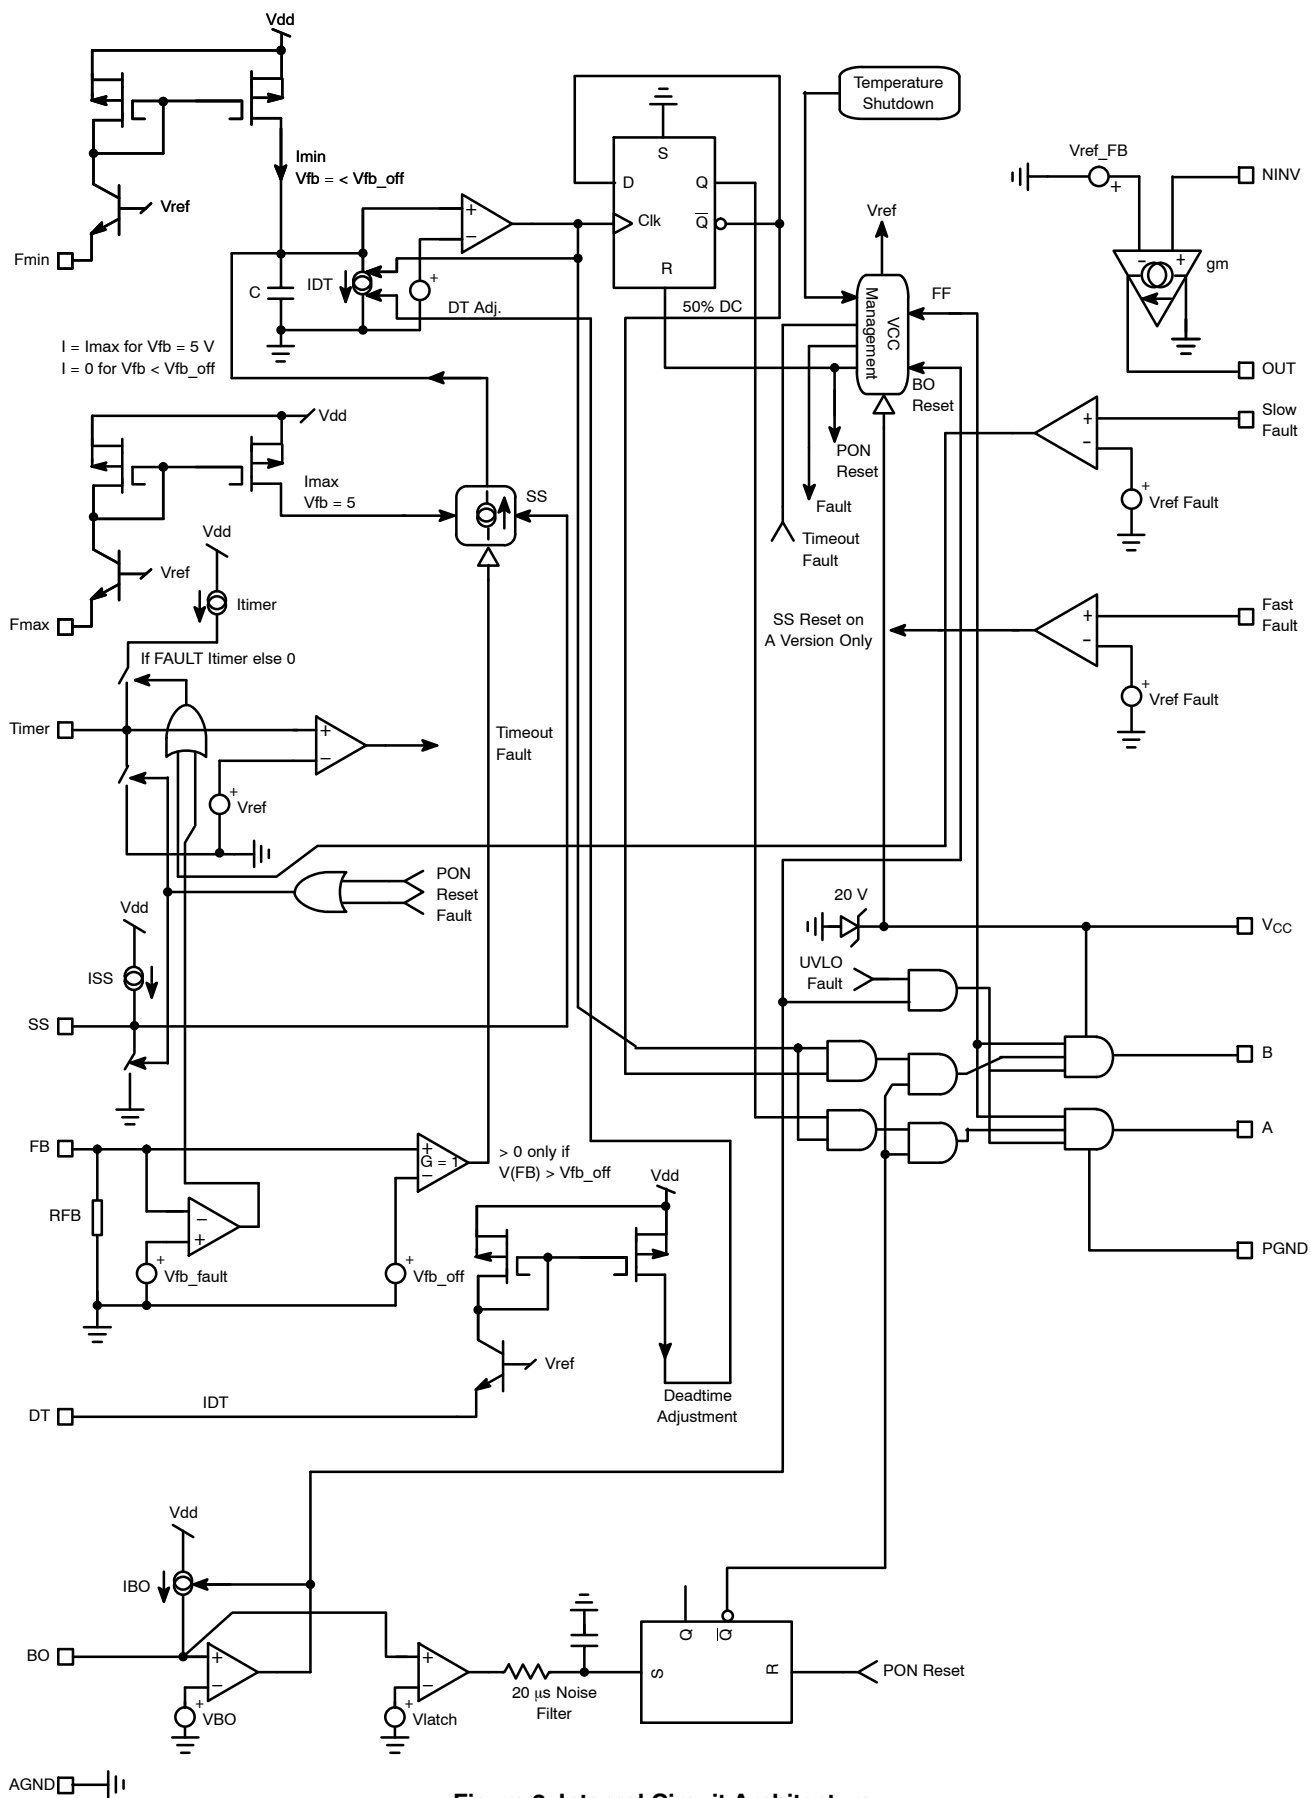 Vdd
Imin
Vfb = < Vfb_off
Vref
Fmin
C
IDT
DT Adj.
+
−
+
S
D
Q
Clk
Q
R
50% DC
Temperature
Shutdown
Vref
VCC
Management
FF
BO
Reset
PON
Reset
Fault
Timeout
Fault
Vref_FB
+
NINV
−
+
gm
OUT
Slow
Fault
+
−
+
Vref Fault
I = Imax for Vfb = 5 V
I = 0 for Vfb < Vfb_off
Vdd
Imax
Vfb = 5
SS
Vdd
Vref
Itimer
Fmax
If FAULT Itimer else 0
SS Reset on
A Version Only
Fast
Fault
+
−
+
Vref Fault
Timer
+
−
+
Vref
Timeout
Fault
PON
Reset
Fault
Vdd
ISS
SS
20 V
VCC
UVLO
Fault
B
A
PGND
FB
+
G = 1
−
> 0 only if
V(FB) > Vfb_off
Vdd
RFB
−
+
+
Vfb_fault
+
Vfb_off
Vref
IDT
DT
Deadtime
Adjustment
Vdd
IBO
BO
+
−
+
VBO
+
−
+
Vlatch
20 μs Noise
Filter
Q
Q
S
R
PON Reset
AGND